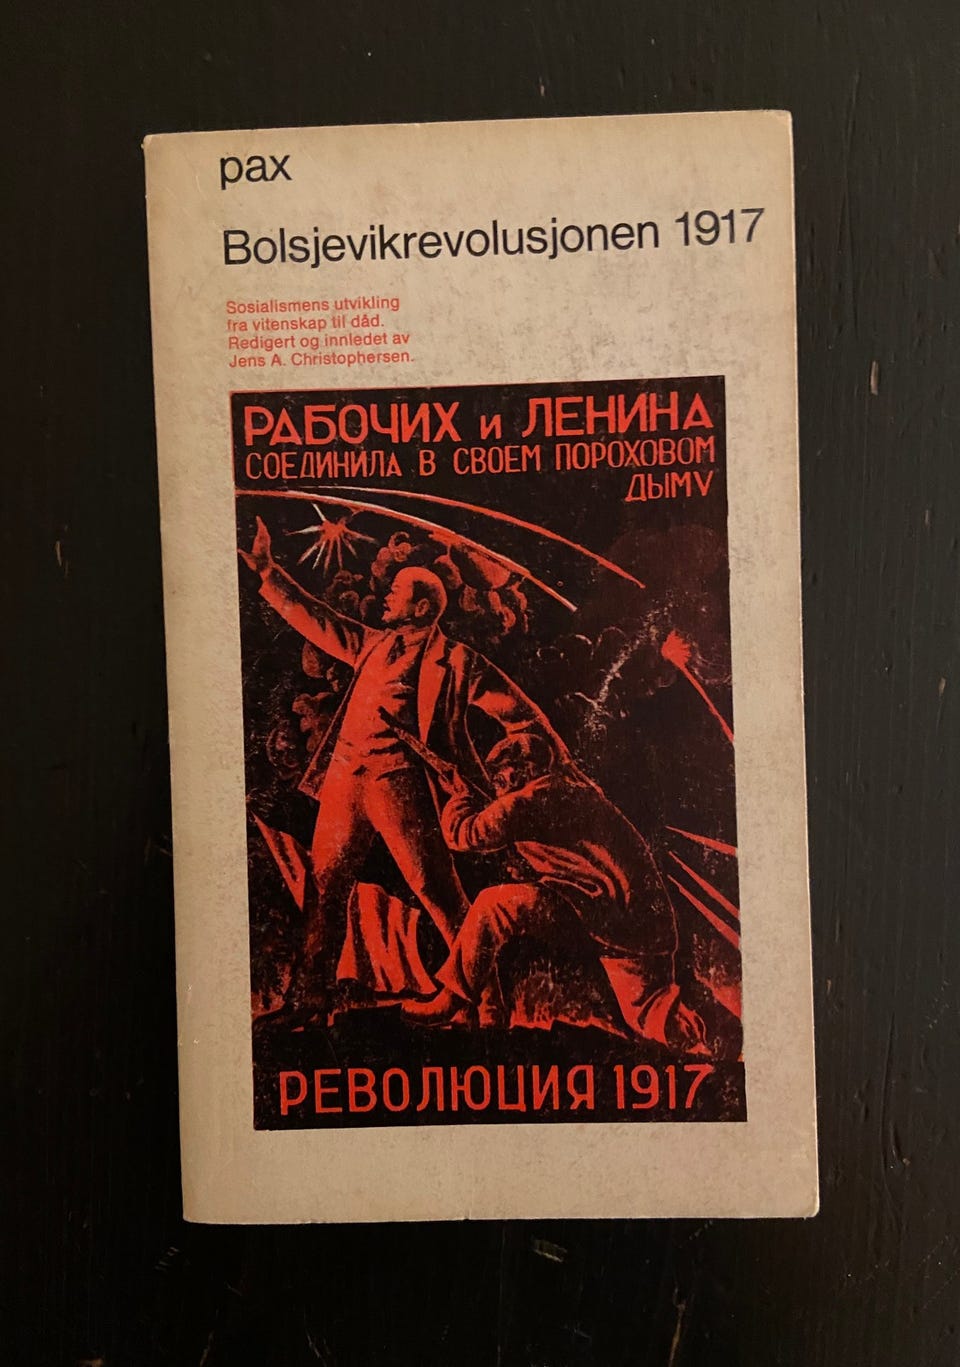 pax
Bolsjevikrevolusjonen 1917
Sosialismens utvikling
fra vitenskap til dåd.
Redigert og innledet av
Jens A. Christophersen.
РАБОЧИХ и ЛЕНИНА
СОЕДИНИЛА В СВОЕМ ПОРОХОВОМ
ДЫМУ
РЕВОЛЮЦИЯ 1917